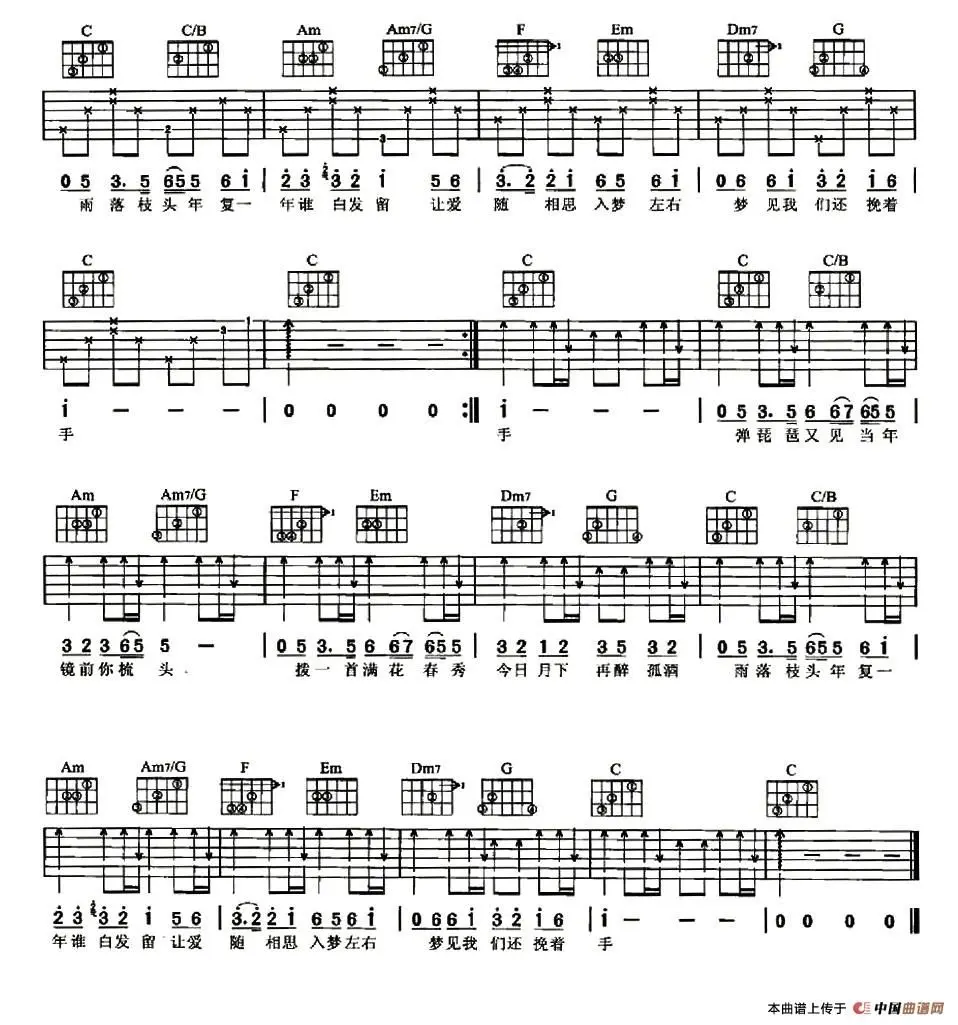 C C/B Am Am7/G F Em Dm7 G
0 5 3. 5 6 5 5 6 i 2 3 3 2 i 5 6 3. 2 2 i 6 5 6 i 0 6 6 i 3 2 i 6
雨落枝头年复一 年谁白发留 让爱 随相思入梦左右 梦见我们还挽着
C C C C C/B
i — — — 0 0 0 0 i — — — 0 5 3. 5 6 6 7 6 5 5
手 手 弹琵琶又见当年
Am Am7/G F Em Dm7 G C C/B
3 2 3 6 5 5 — 0 5 3. 5 6 6 7 6 5 5 3 2 1 2 3 5 3 2 0 5 3. 5 6 5 5 6 i
镜前你梳头 拨一首满花春秀 今日月下再醉孤酒 雨落枝头年复一
Am Am7/G F Em Dm7 G C C
2 3 3 2 i 5 6 3. 2 2 i 6 5 6 i 0 6 6 i 3 2 i 6 i — — — 0 0 0 0
年谁白发留让爱 随相思入梦左右 梦见我们还挽着 手
本曲谱上传于 中国曲谱网